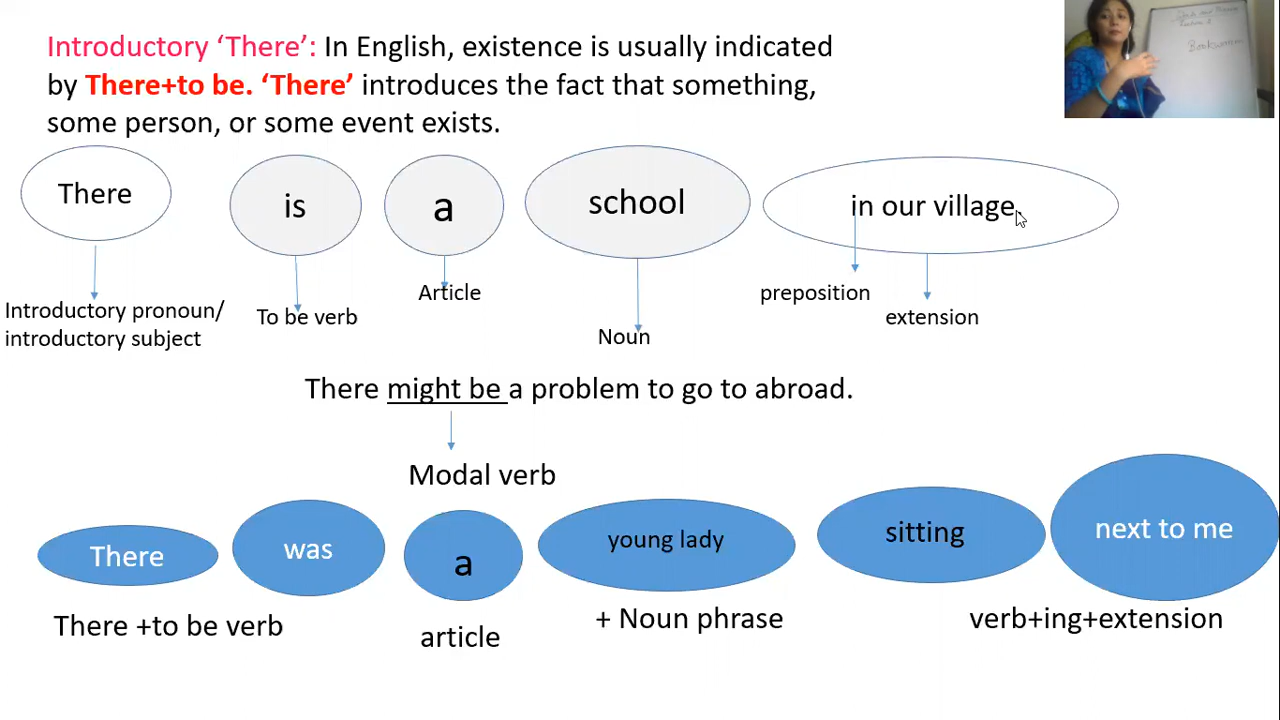 Introductory ‘There’: In English, existence is usually indicated
by There+to be. ‘There’ introduces the fact that something,
some person, or some event exists.
There is a school in our village.
Introductory pronoun/
introductory subject
To be verb
Article
Noun
preposition
extension
There might be a problem to go to abroad.
Modal verb
There was a young lady sitting next to me
There +to be verb
article
+ Noun phrase
verb+ing+extension